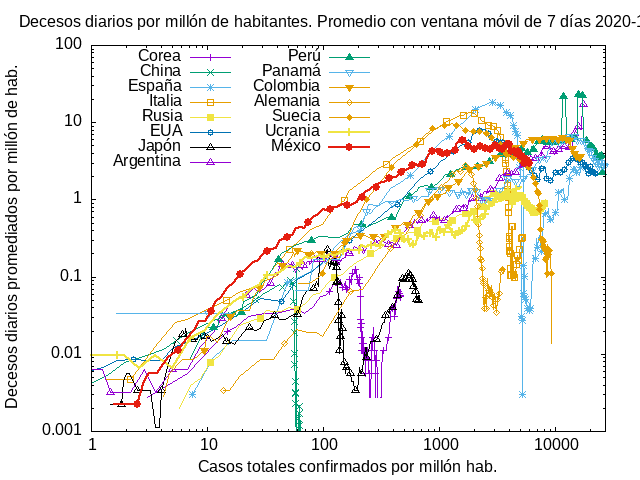 Decesos diarios por millón de habitantes. Promedio con ventana móvil de 7 días 2020-1
Decesos diarios promediados por millón de hab.
100
10
1
0.1
0.01
0.001
Corea
China
España
Italia
Rusia
EUA
Japón
Argentina
Perú
Panamá
Colombia
Alemania
Suecia
Ucrania
México
1
10
100
1000
10000
Casos totales confirmados por millón hab.